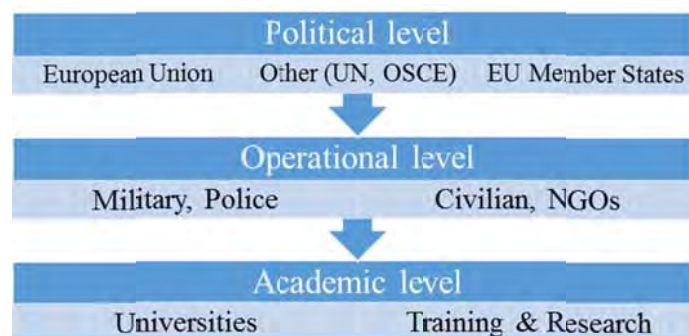 Political level
European Union Other (UN, OSCE) EU Member States
Operational level
Military, Police Civilian, NGOs
Academic level
Universities Training & Research